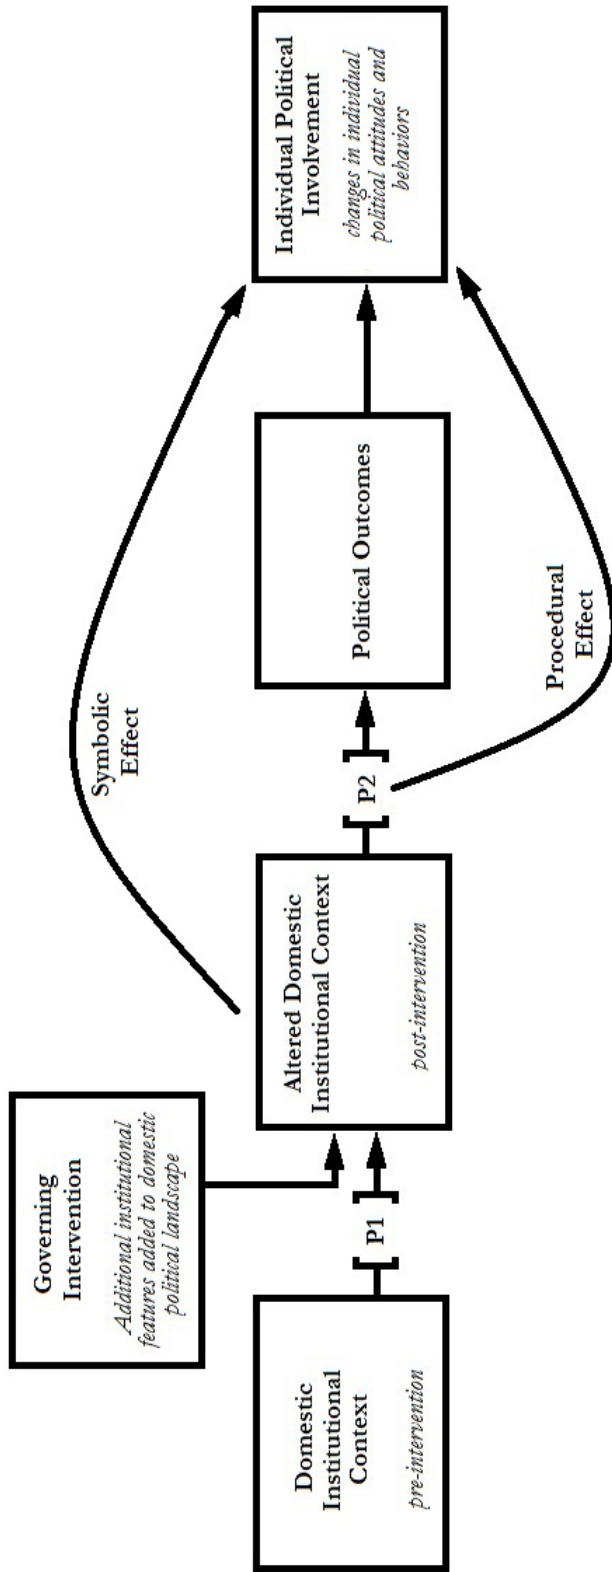 Governing
Intervention
Additional institutional
features added to domestic
political landscape
Domestic
Institutional
Context
pre-intervention
P1
Altered Domestic
Institutional Context
post-intervention
Symbolic
Effect
P2
Procedural
Effect
Political Outcomes
Individual Political
Involvement
changes in individual
political attitudes and
behaviors